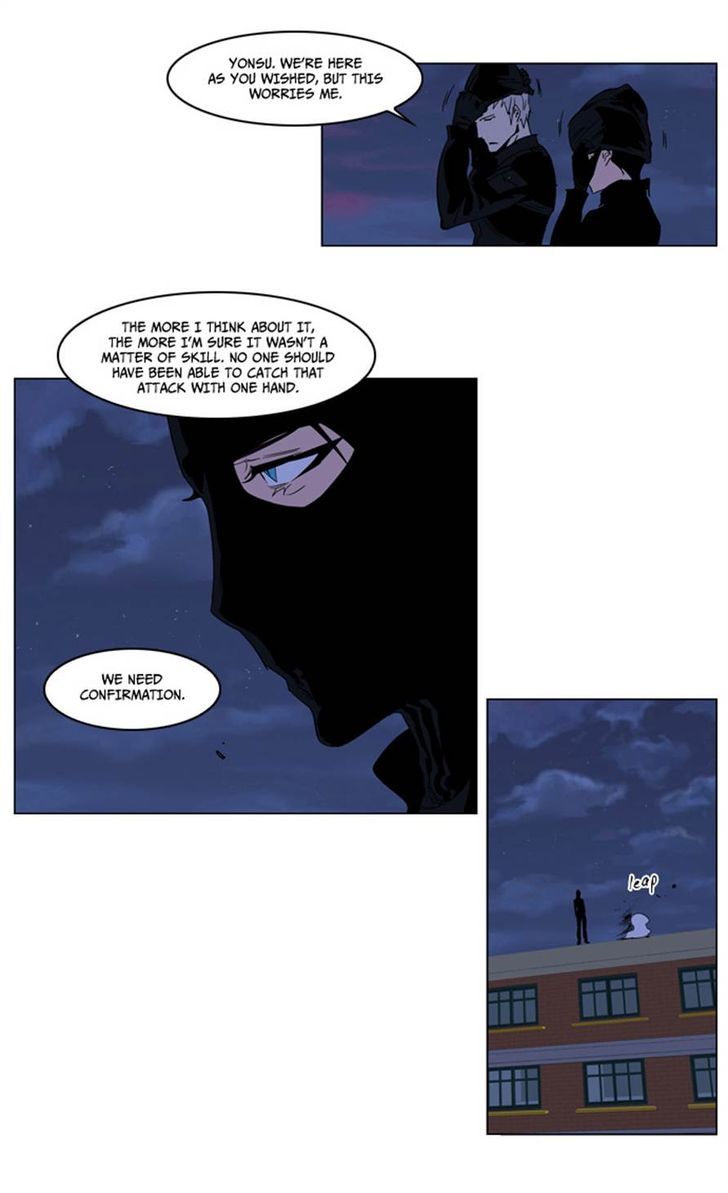 YONSU. WE'RE HERE
AS YOU WISHED, BUT THIS
WORRIES ME.
THE MORE I THINK ABOUT IT,
THE MORE I'M SURE IT WASN'T A
MATTER OF SKILL. NO ONE SHOULD
HAVE BEEN ABLE TO CATCH THAT
ATTACK WITH ONE HAND.
WE NEED
CONFIRMATION.
leap